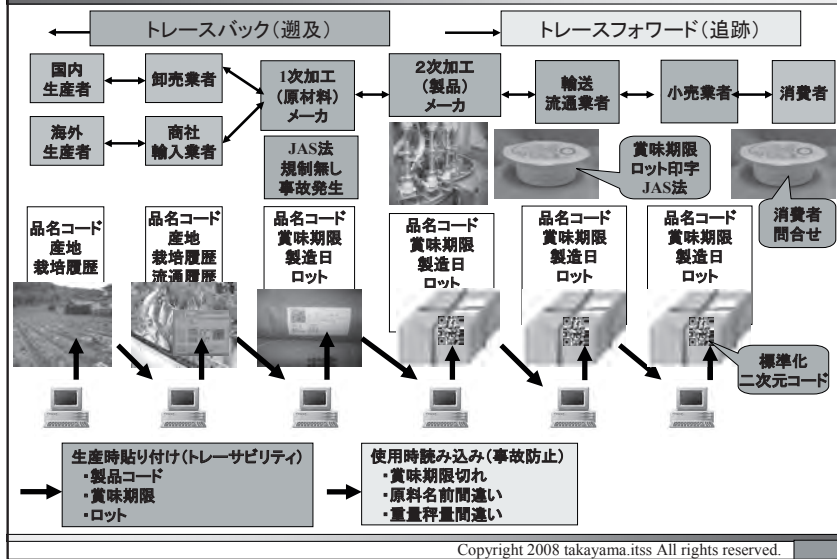 トレースバック(遡及)
トレースフォワード(追跡)
国内
生産者
卸売業者
1次加工
(原材料)
メーカ
2次加工
(製品)
メーカ
輸送
流通業者
小売業者
消費者
海外
生産者
商社
輸入業者
JAS法
規制無し
事故発生
賞味期限
ロット印字
JAS法
消費者
問合せ
品名コード
産地
栽培履歴
品名コード
産地
栽培履歴
流通履歴
品名コード
賞味期限
製造日
ロット
品名コード
賞味期限
製造日
ロット
品名コード
賞味期限
製造日
ロット
品名コード
賞味期限
製造日
ロット
標準化
二次元コード
生産時貼り付け(トレーサビリティ)
・製品コード
・賞味期限
・ロット
使用時読み込み(事故防止)
・賞味期限切れ
・原料名前間違い
・重量秤量間違い
Copyright 2008 takayama.itss All rights reserved.